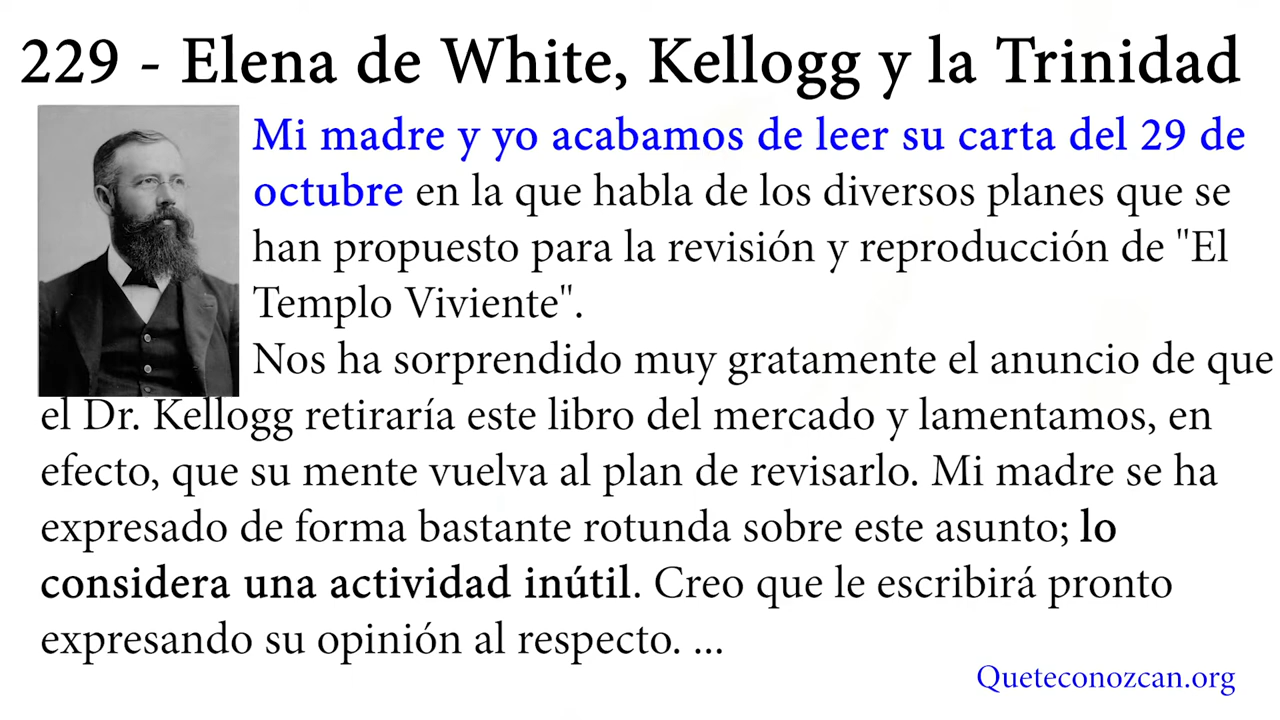 229 - Elena de White, Kellogg y la Trinidad
Mi madre y yo acabamos de leer su carta del 29 de
octubre en la que habla de los diversos planes que se
han propuesto para la revisión y reproducción de "El
Templo Viviente".
Nos ha sorprendido muy gratamente el anuncio de que
el Dr. Kellogg retiraría este libro del mercado y lamentamos, en
efecto, que su mente vuelva al plan de revisarlo. Mi madre se ha
expresado de forma bastante rotunda sobre este asunto; lo
considera una actividad inútil. Creo que le escribirá pronto
expresando su opinión al respecto. ...
Queteconozcan.org